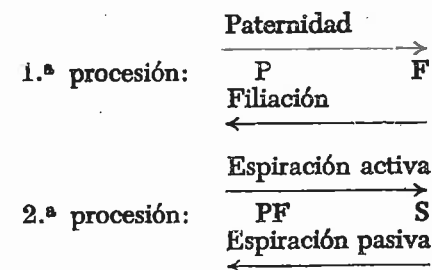 Paternidad
1.ª procesión: P F
Filiación
Espiración activa
2.ª procesión: PF S
Espiración pasiva